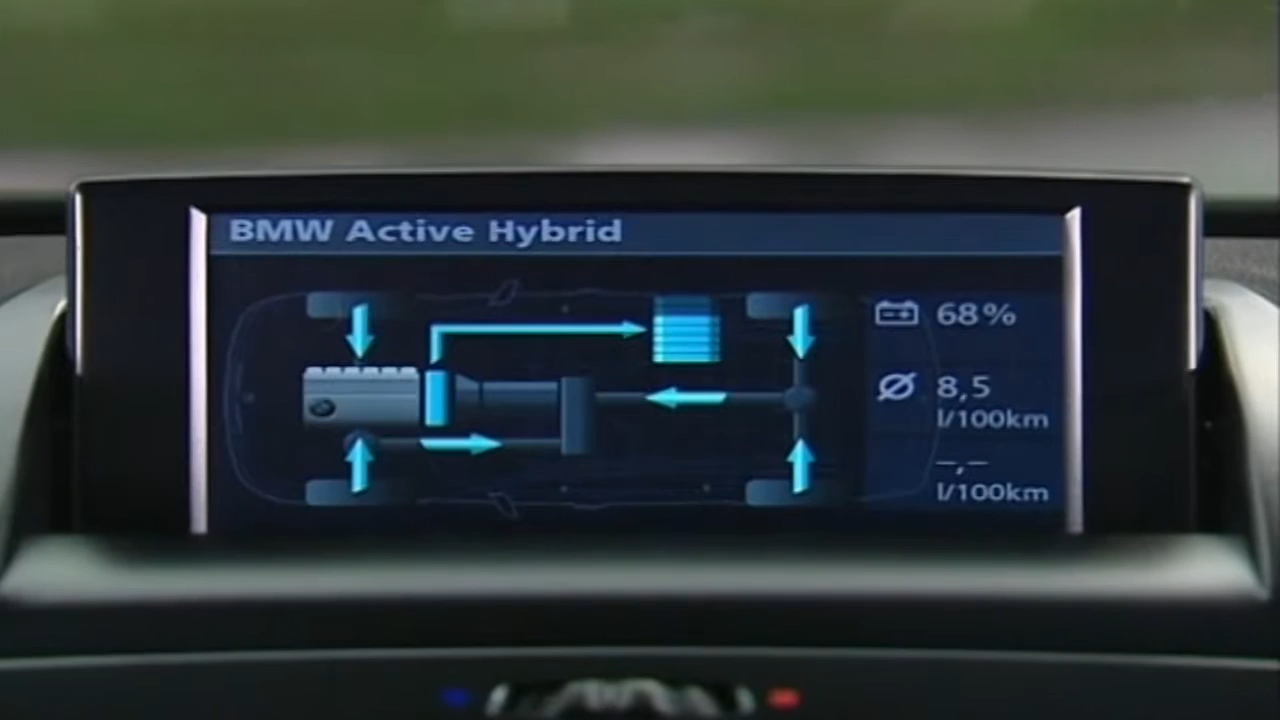 BMW Active Hybrid
68%
Ø 8,5
l/100km
–,–
l/100km